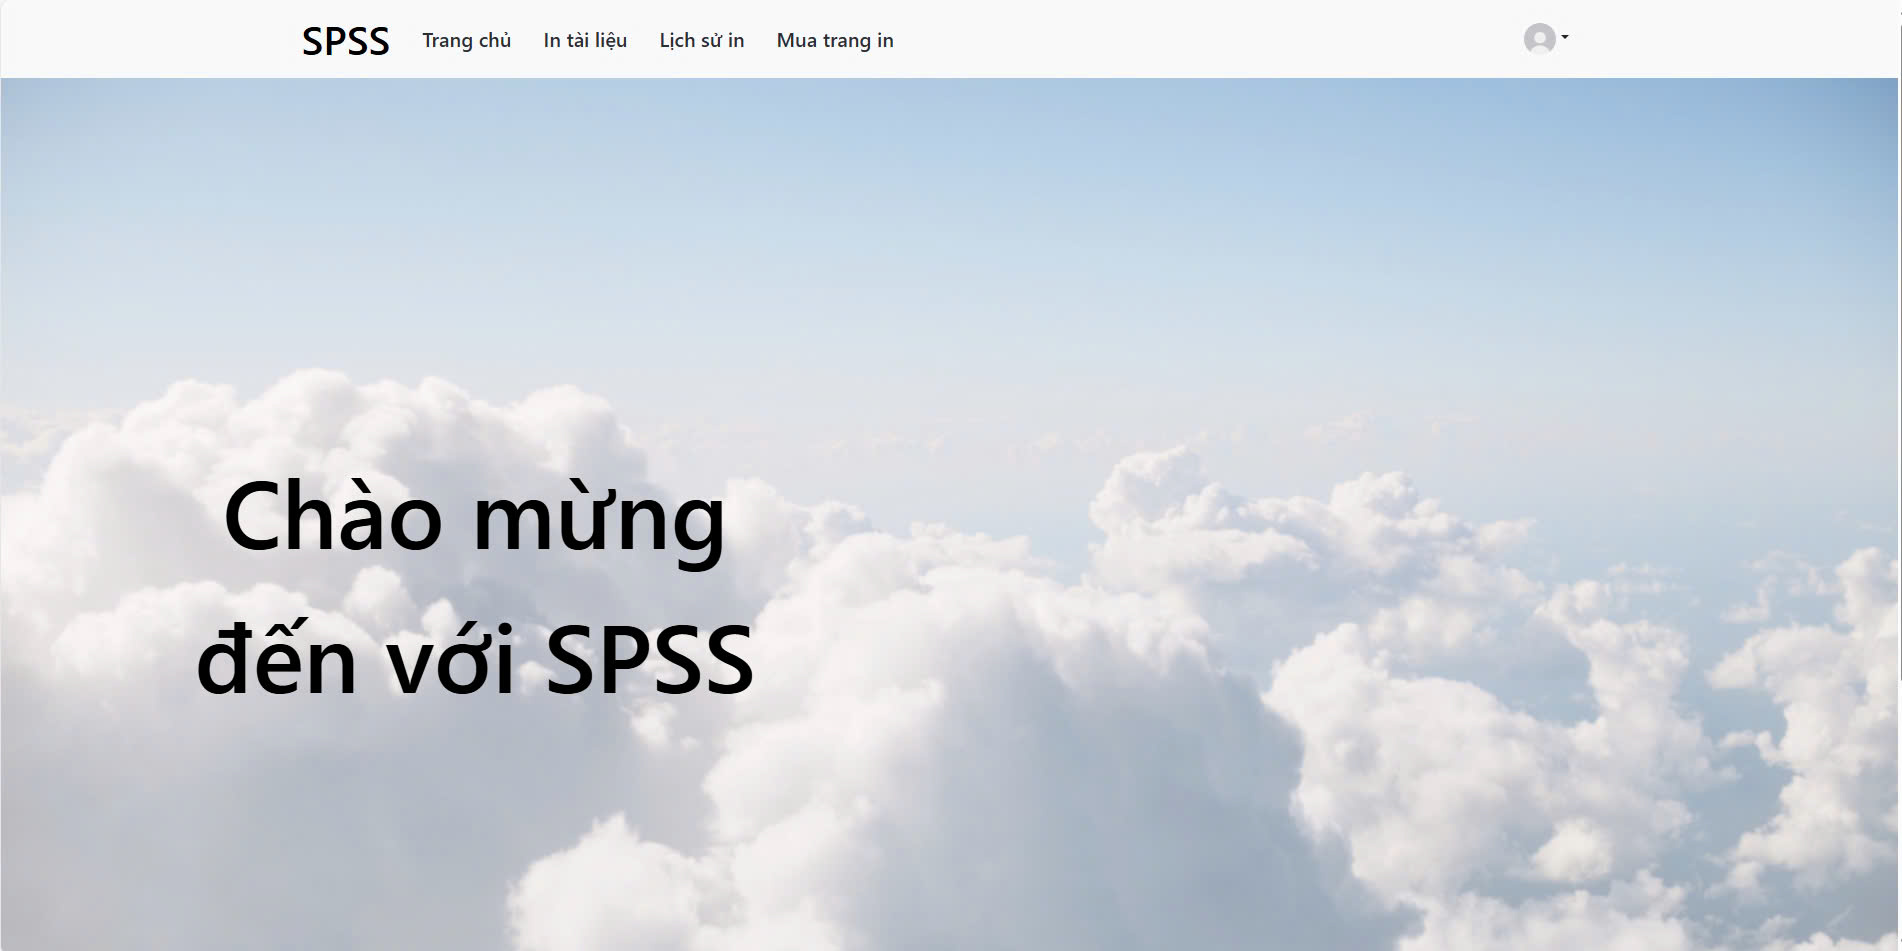 SPSS Trang chủ In tài liệu Lịch sử in Mua trang in
Chào mừng
đến với SPSS